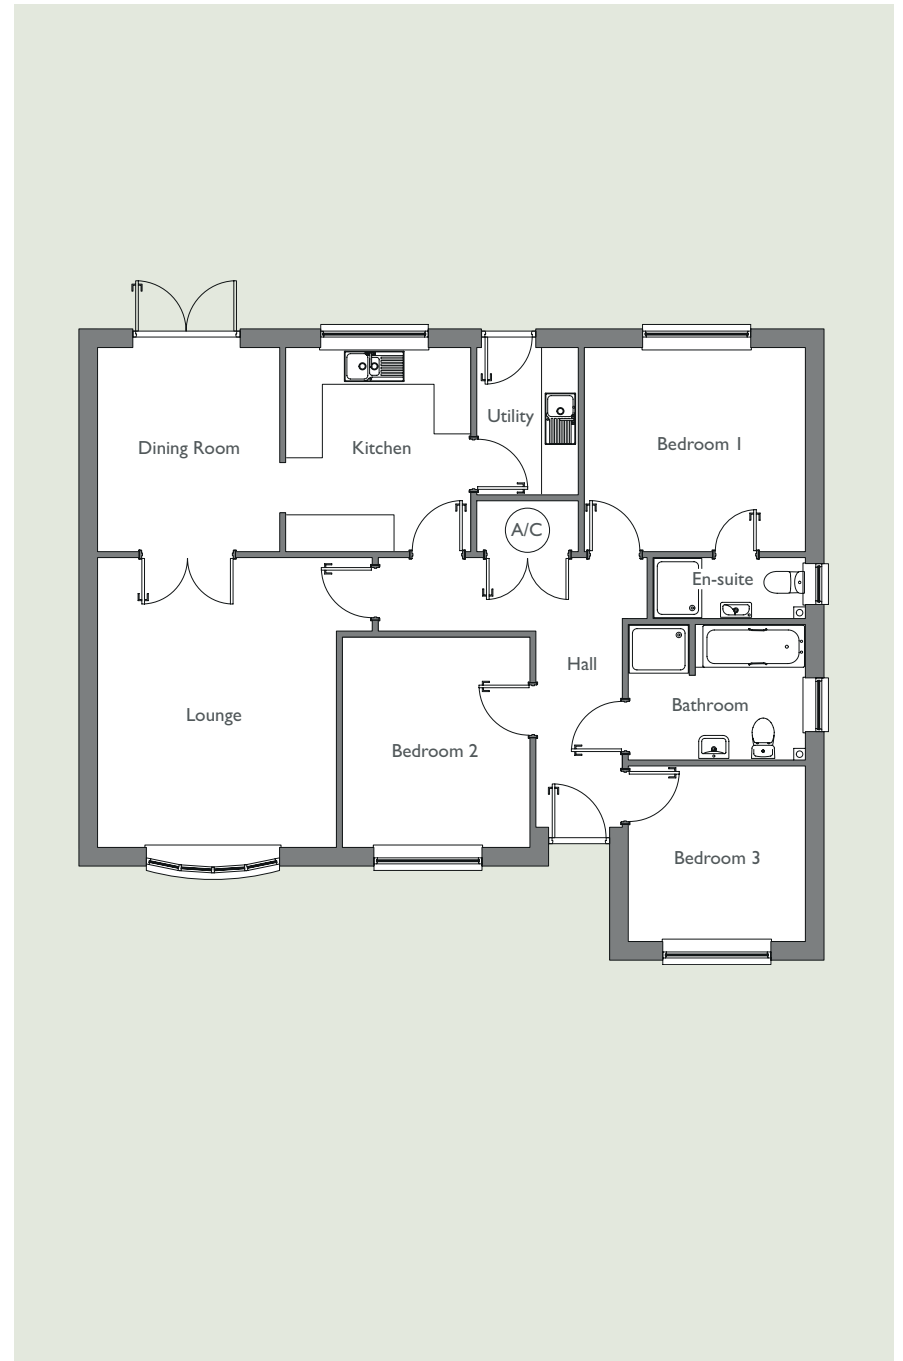 Utility
Dining Room
Kitchen
Bedroom 1
A/C
En-suite
Hall
Lounge
Bathroom
Bedroom 2
Bedroom 3